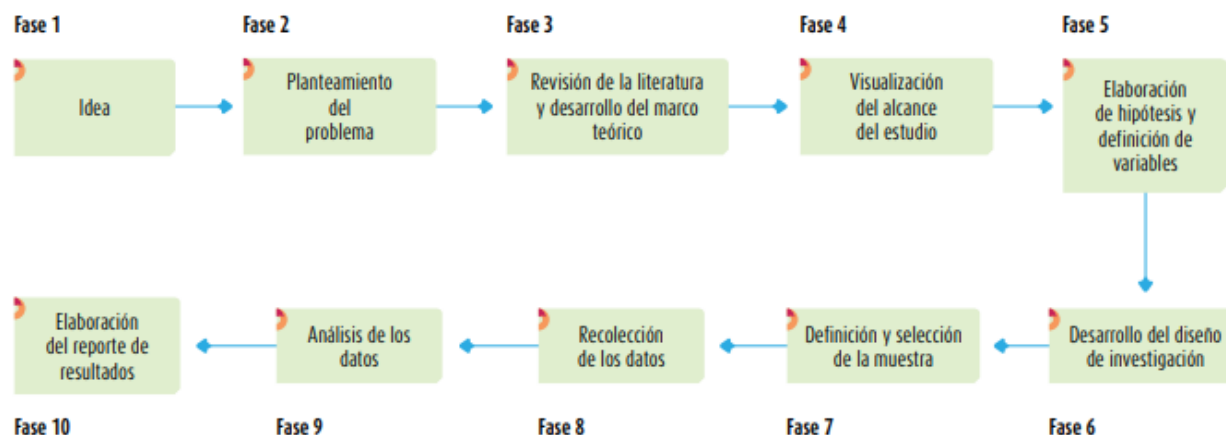 Fase 1
Idea
Fase 2
Planteamiento
del
problema
Fase 3
Revisión de la literatura
y desarrollo del marco
teórico
Fase 4
Visualización
del alcance
del estudio
Fase 5
Elaboración
de hipótesis y
definición de
variables
Desarrollo del diseño
de investigación
Fase 6
Definición y selección
de la muestra
Fase 7
Recolección
de los datos
Fase 8
Análisis de los
datos
Fase 9
Elaboración
del reporte de
resultados
Fase 10